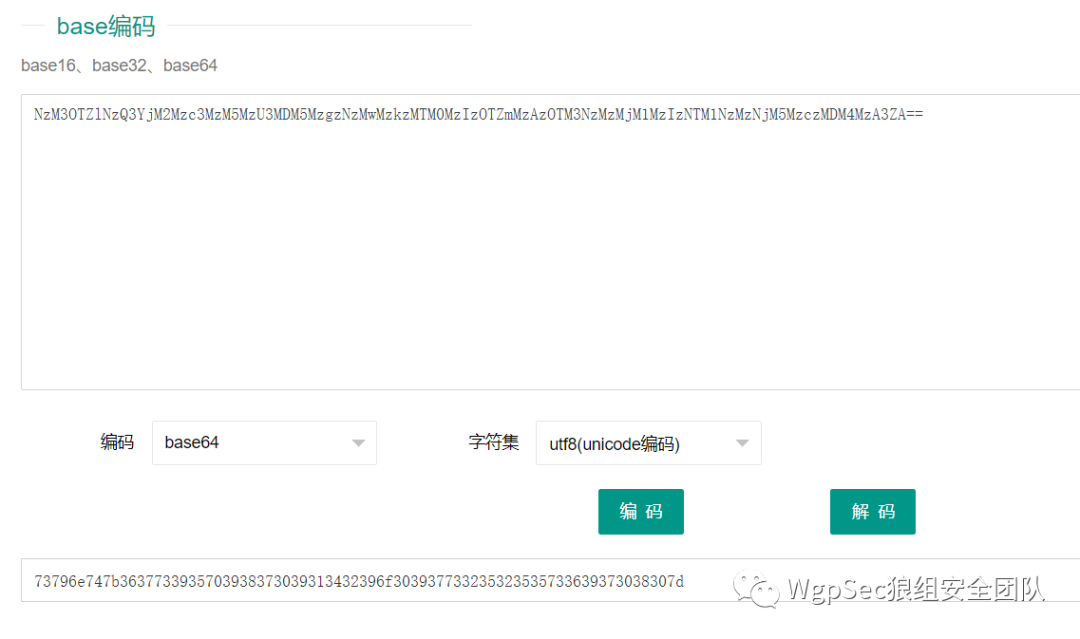 base编码
base16、base32、base64
NzM3OTZlNzQ3YjM2Mzc3MzM5MzU3MDM5MzgzNzMwMzkzMTM0MzIzOTZmMzAzOTM3NzMzMjM1MzIzNTM1NzMzNjM5MzczMDM4MzA3ZA==
编码 base64 字符集 utf8(unicode编码)
编 码 解 码
73796e747b3637733935703938373039313432396f303937733235323535733639373038307d
WgpSec狼组安全团队